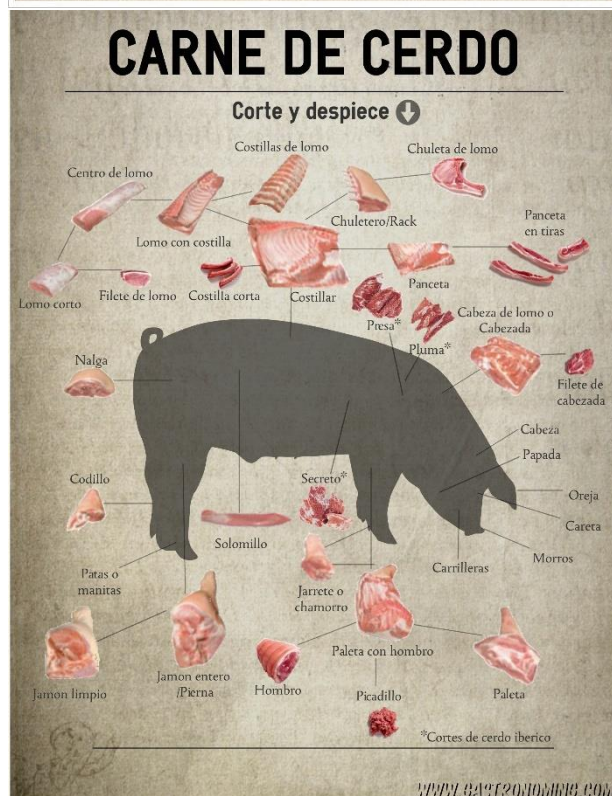 CARNE DE CERDO
Corte y despiece
Costillas de lomo
Chuleta de lomo
Centro de lomo
Chuletero/Rack
Panceta
en tiras
Lomo con costilla
Lomo corto
Filete de lomo
Costilla corta
Costillar
Panceta
Presa*
Pluma*
Cabeza de lomo o
Cabezada
Filete de
cabezada
Nalga
Cabeza
Papada
Codillo
Secreto*
Oreja
Careta
Solomillo
Morros
Carrilleras
Patas o
manitas
Jarrete o
chamorro
Paleta con hombro
Jamon limpio
Jamon entero
/Pierna
Hombro
Picadillo
Paleta
*Cortes de cerdo iberico
WWW.GASTRONOMING.COM